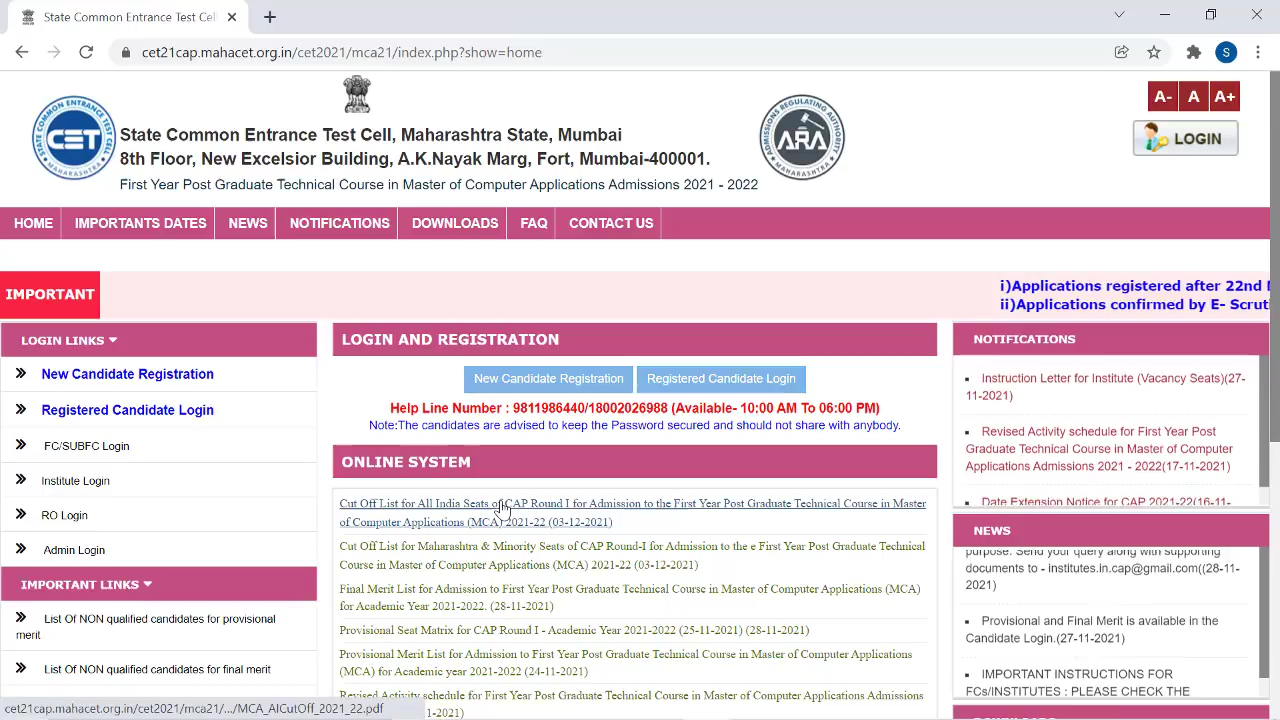 State Common Entrance Test Cel
cet21cap.mahacet.org.in/cet2021/mca21/index.php?show=home
S
STATE COMMON ENTRANCE TEST CELL
CET
MAHARASHTRA
State Common Entrance Test Cell, Maharashtra State, Mumbai
8th Floor, New Excelsior Building, A.K.Nayak Marg, Fort, Mumbai-400001.
First Year Post Graduate Technical Course in Master of Computer Applications Admissions 2021 - 2022
ADMISSIONS REGULATING AUTHORITY
ARA
A- A A+
LOGIN
HOME IMPORTANTS DATES NEWS NOTIFICATIONS DOWNLOADS FAQ CONTACT US
IMPORTANT
i)Applications registered after 22nd
ii)Applications confirmed by E- Scruti
LOGIN LINKS
New Candidate Registration
Registered Candidate Login
FC/SUBFC Login
Institute Login
RO Login
Admin Login
IMPORTANT LINKS
List Of NON qualified candidates for provisional
merit
List Of NON qualified candidates for final merit
LOGIN AND REGISTRATION
New Candidate Registration Registered Candidate Login
Help Line Number : 9811986440/18002026988 (Available- 10:00 AM To 06:00 PM)
Note:The candidates are advised to keep the Password secured and should not share with anybody.
ONLINE SYSTEM
Cut Off List for All India Seats of CAP Round I for Admission to the First Year Post Graduate Technical Course in Master
of Computer Applications (MCA) 2021-22 (03-12-2021)
Cut Off List for Maharashtra & Minority Seats of CAP Round-I for Admission to the e First Year Post Graduate Technical
Course in Master of Computer Applications (MCA) 2021-22 (03-12-2021)
Final Merit List for Admission to First Year Post Graduate Technical Course in Master of Computer Applications (MCA)
for Academic Year 2021-2022. (28-11-2021)
Provisional Seat Matrix for CAP Round I - Academic Year 2021-2022 (25-11-2021) (28-11-2021)
Provisional Merit List for Admission to First Year Post Graduate Technical Course in Master of Computer Applications
(MCA) for Academic year 2021-2022 (24-11-2021)
Revised Activity schedule for First Year Post Graduate Technical Course in Master of Computer Applications Admissions
-11-2021)
NOTIFICATIONS
Instruction Letter for Institute (Vacancy Seats)(27-
11-2021)
Revised Activity schedule for First Year Post
Graduate Technical Course in Master of Computer
Applications Admissions 2021 - 2022(17-11-2021)
Date Extension Notice for CAP 2021-22(16-11-
NEWS
purpose. Send your query along with supporting
documents to - institutes.in.cap@gmail.com((28-11-
2021)
Provisional and Final Merit is available in the
Candidate Login.(27-11-2021)
IMPORTANT INSTRUCTIONS FOR
FCs/INSTITUTES : PLEASE CHECK THE
cet21cap.mahacet.org.in/cet2021/mca21/.../MCA_AICutOff_2021_22.pdf